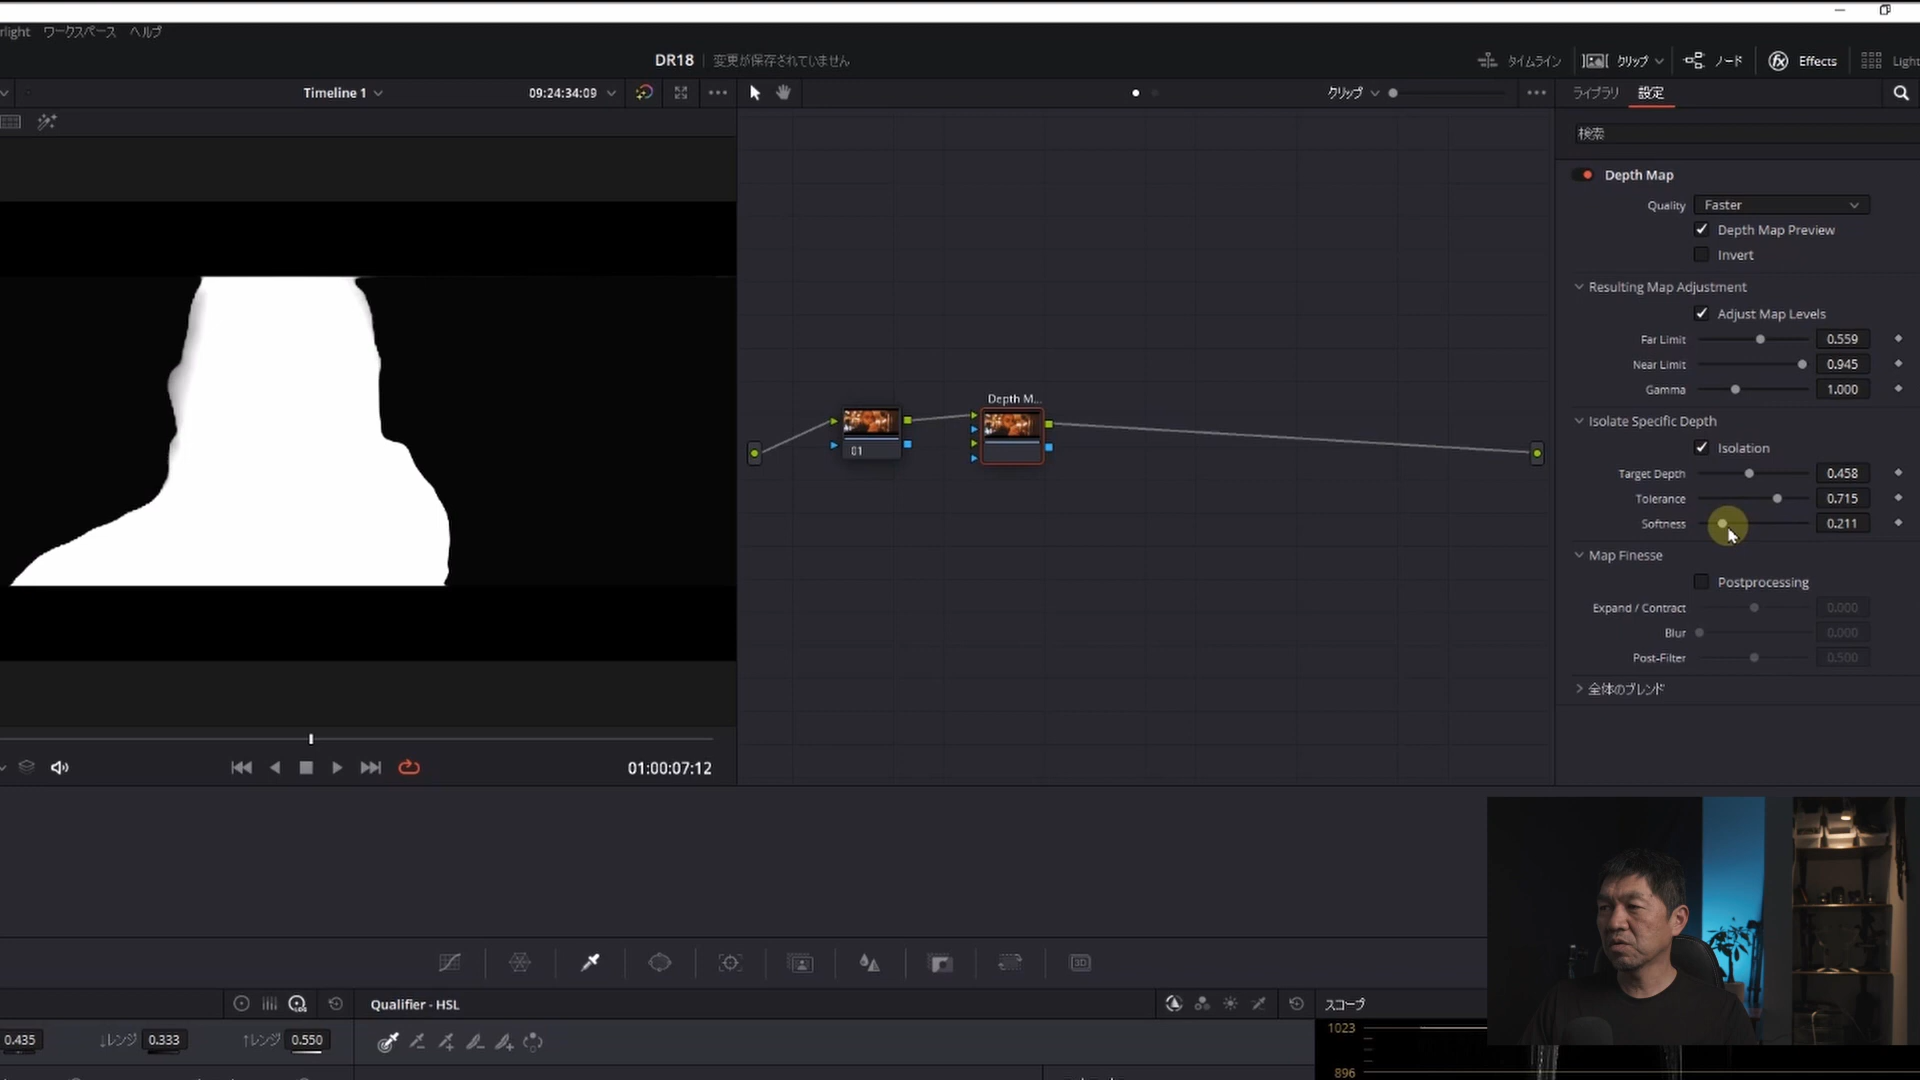 rlight ワークスペース ヘルプ
DR18 変更が保存されていません
タイムライン クリップ ノード Effects Light
Timeline 1 09:24:34:09 クリップ ライブラリ 設定
検索
Depth Map
Quality Faster
Depth Map Preview
Invert
Resulting Map Adjustment
Adjust Map Levels
Far Limit 0.559
Near Limit 0.945
Gamma 1.000
Isolate Specific Depth
Isolation
Target Depth 0.458
Tolerance 0.715
Softness 0.211
Map Finesse
Postprocessing
Expand / Contract 0.000
Blur 0.000
Post-Filter 0.500
全体のブレンド
Depth M...
01
01:00:07:12
3D
Qualifier - HSL
スコープ
0.435 ↓レンジ 0.333 ↑レンジ 0.550
1023
896